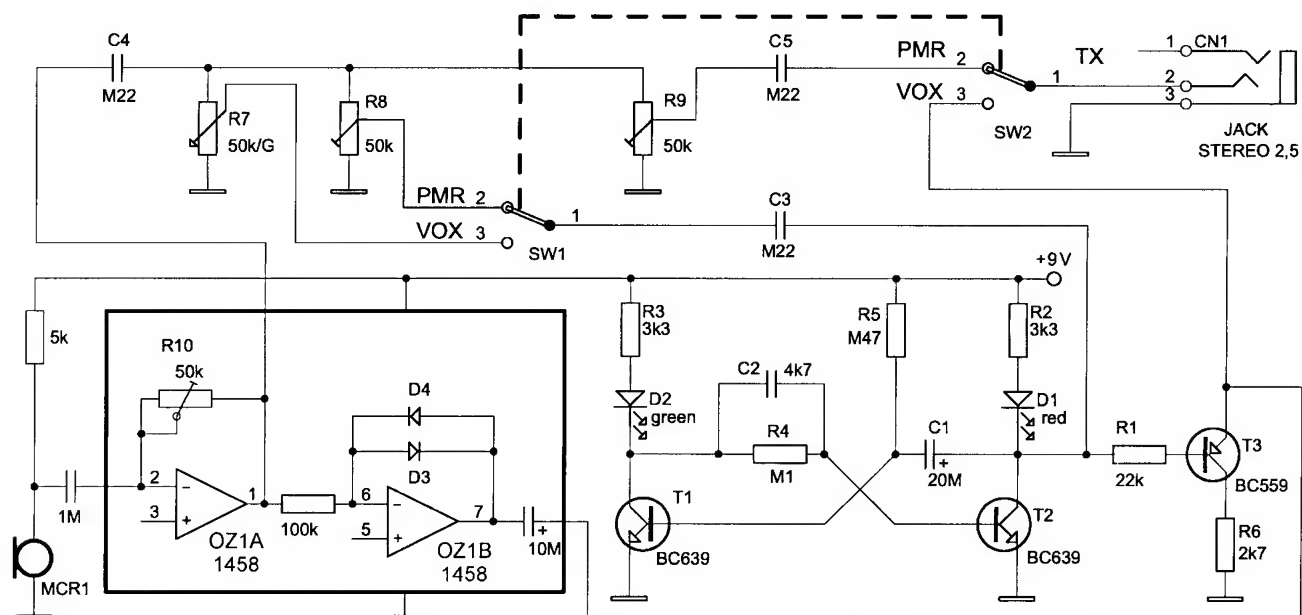 C4
M22
R7
50k/G
R8
50k
R9
50k
C5
M22
PMR 2
VOX 3
1
SW2
TX
1
2
3
CN1
JACK
STEREO 2,5
PMR 2
VOX 3
1
SW1
C3
M22
+9V
5k
R10
50k
R3
3k3
R5
M47
R2
3k3
C2
4k7
D4
D3
D2
green
D1
red
R4
M1
C1
+
20M
R1
22k
T3
BC559
1M
2
−
3
+
1
OZ1A
1458
100k
6
−
5
+
7
OZ1B
1458
+
10M
T1
BC639
T2
BC639
R6
2k7
MCR1